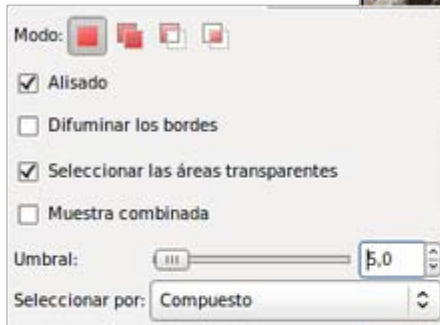 Modo:
Alisado
Difuminar los bordes
Seleccionar las áreas transparentes
Muestra combinada
Umbral: 5,0
Seleccionar por: Compuesto